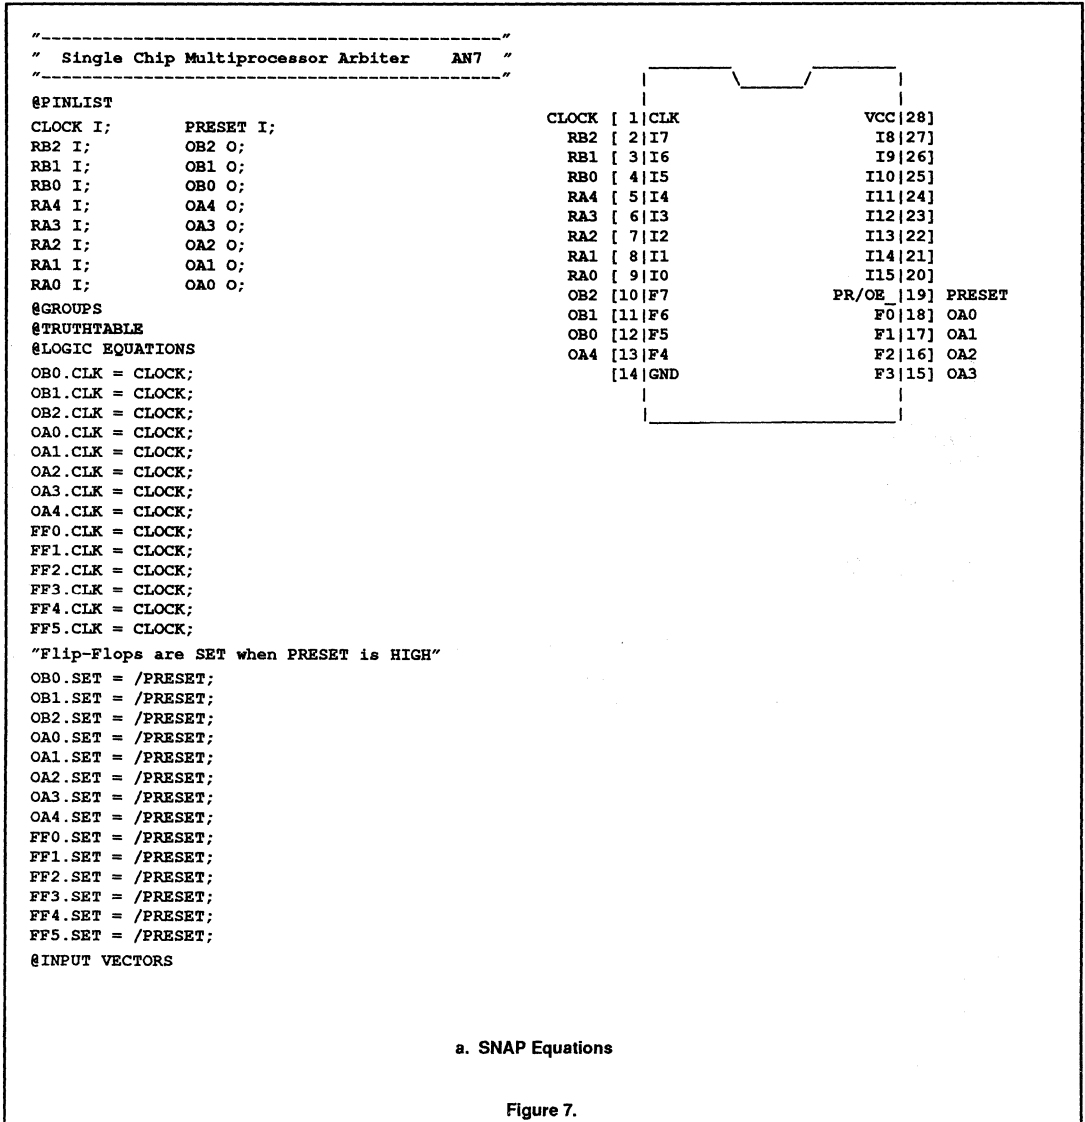 "----------------------------------------------"
" Single Chip Multiprocessor Arbiter AN7 "
"----------------------------------------------"
@PINLIST
CLOCK I; PRESET I;
RB2 I; OB2 O;
RB1 I; OB1 O;
RB0 I; OB0 O;
RA4 I; OA4 O;
RA3 I; OA3 O;
RA2 I; OA2 O;
RA1 I; OA1 O;
RA0 I; OA0 O;
@GROUPS
@TRUTHTABLE
@LOGIC EQUATIONS
OB0.CLK = CLOCK;
OB1.CLK = CLOCK;
OB2.CLK = CLOCK;
OA0.CLK = CLOCK;
OA1.CLK = CLOCK;
OA2.CLK = CLOCK;
OA3.CLK = CLOCK;
OA4.CLK = CLOCK;
FF0.CLK = CLOCK;
FF1.CLK = CLOCK;
FF2.CLK = CLOCK;
FF3.CLK = CLOCK;
FF4.CLK = CLOCK;
FF5.CLK = CLOCK;
"Flip-Flops are SET when PRESET is HIGH"
OB0.SET = /PRESET;
OB1.SET = /PRESET;
OB2.SET = /PRESET;
OA0.SET = /PRESET;
OA1.SET = /PRESET;
OA2.SET = /PRESET;
OA3.SET = /PRESET;
OA4.SET = /PRESET;
FF0.SET = /PRESET;
FF1.SET = /PRESET;
FF2.SET = /PRESET;
FF3.SET = /PRESET;
FF4.SET = /PRESET;
FF5.SET = /PRESET;
@INPUT VECTORS
CLOCK [ 1|CLK VCC|28]
RB2 [ 2|I7 I8|27]
RB1 [ 3|I6 I9|26]
RB0 [ 4|I5 I10|25]
RA4 [ 5|I4 I11|24]
RA3 [ 6|I3 I12|23]
RA2 [ 7|I2 I13|22]
RA1 [ 8|I1 I14|21]
RA0 [ 9|I0 I15|20]
OB2 [10|F7 PR/OE_|19] PRESET
OB1 [11|F6 F0|18] OA0
OB0 [12|F5 F1|17] OA1
OA4 [13|F4 F2|16] OA2
[14|GND F3|15] OA3
a. SNAP Equations
Figure 7.